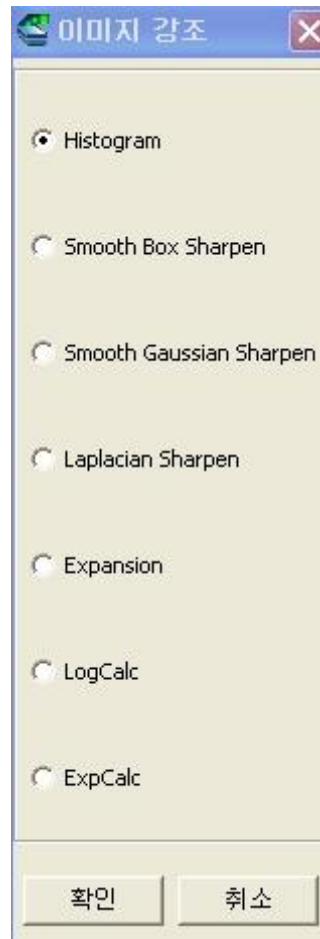 이미지 강조
Histogram
Smooth Box Sharpen
Smooth Gaussian Sharpen
Laplacian Sharpen
Expansion
LogCalc
ExpCalc
확인 취소